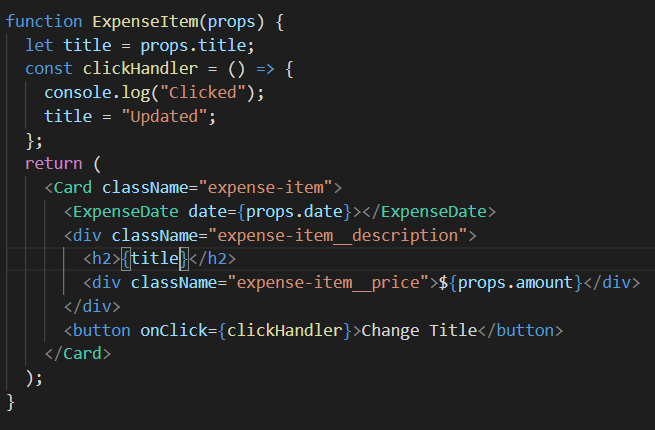 function ExpenseItem(props) {
  let title = props.title;
  const clickHandler = () => {
    console.log("Clicked");
    title = "Updated";
  };
  return (
    <Card className="expense-item">
      <ExpenseDate date={props.date}></ExpenseDate>
      <div className="expense-item__description">
        <h2>{title}</h2>
        <div className="expense-item__price">${props.amount}</div>
      </div>
      <button onClick={clickHandler}>Change Title</button>
    </Card>
  );
}